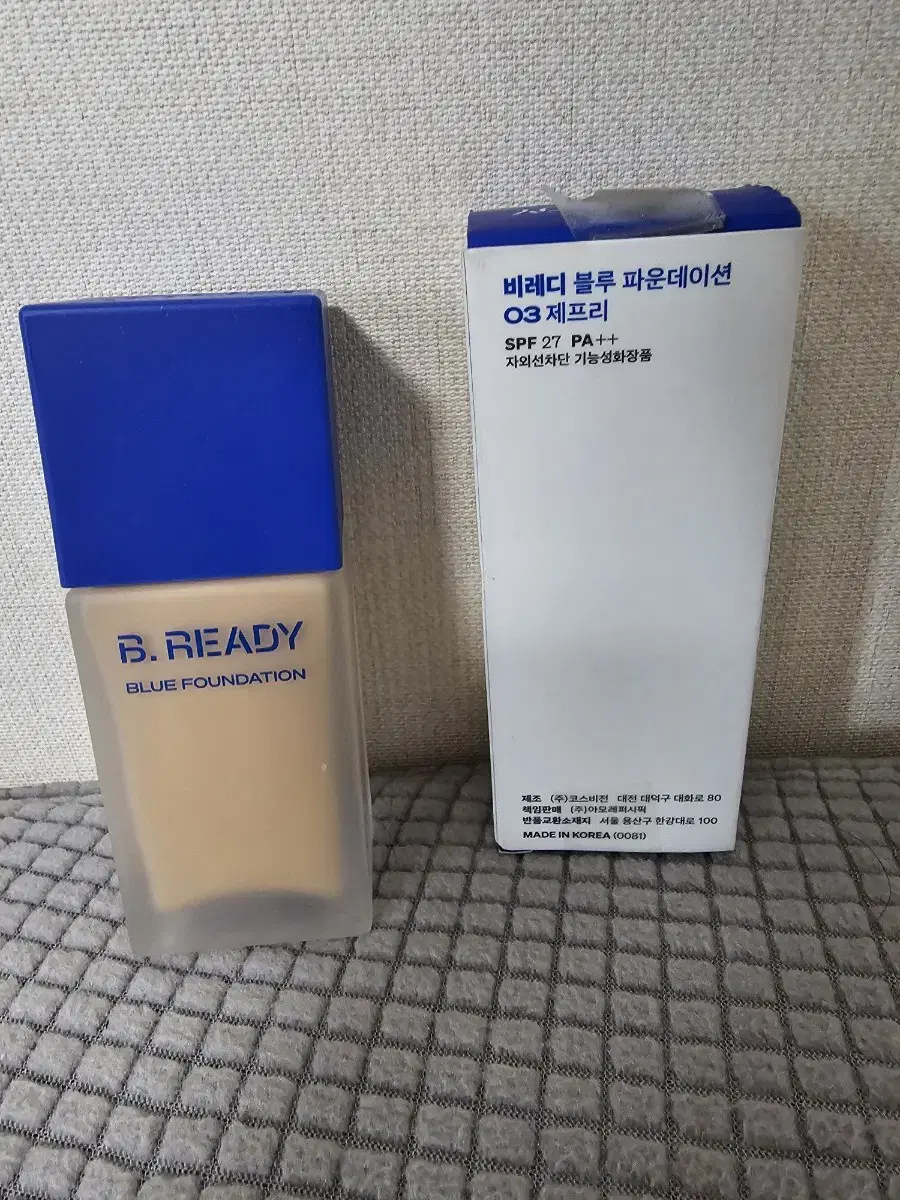 B. READY
BLUE FOUNDATION
비레디 블루 파운데이션
03 제프리
SPF 27 PA++
자외선차단 기능성화장품
제조 (주)코스비전 대전 대덕구 대화로 80
책임판매 (주)아모레퍼시픽
반품교환소재지 서울 용산구 한강대로 100
MADE IN KOREA (0081)